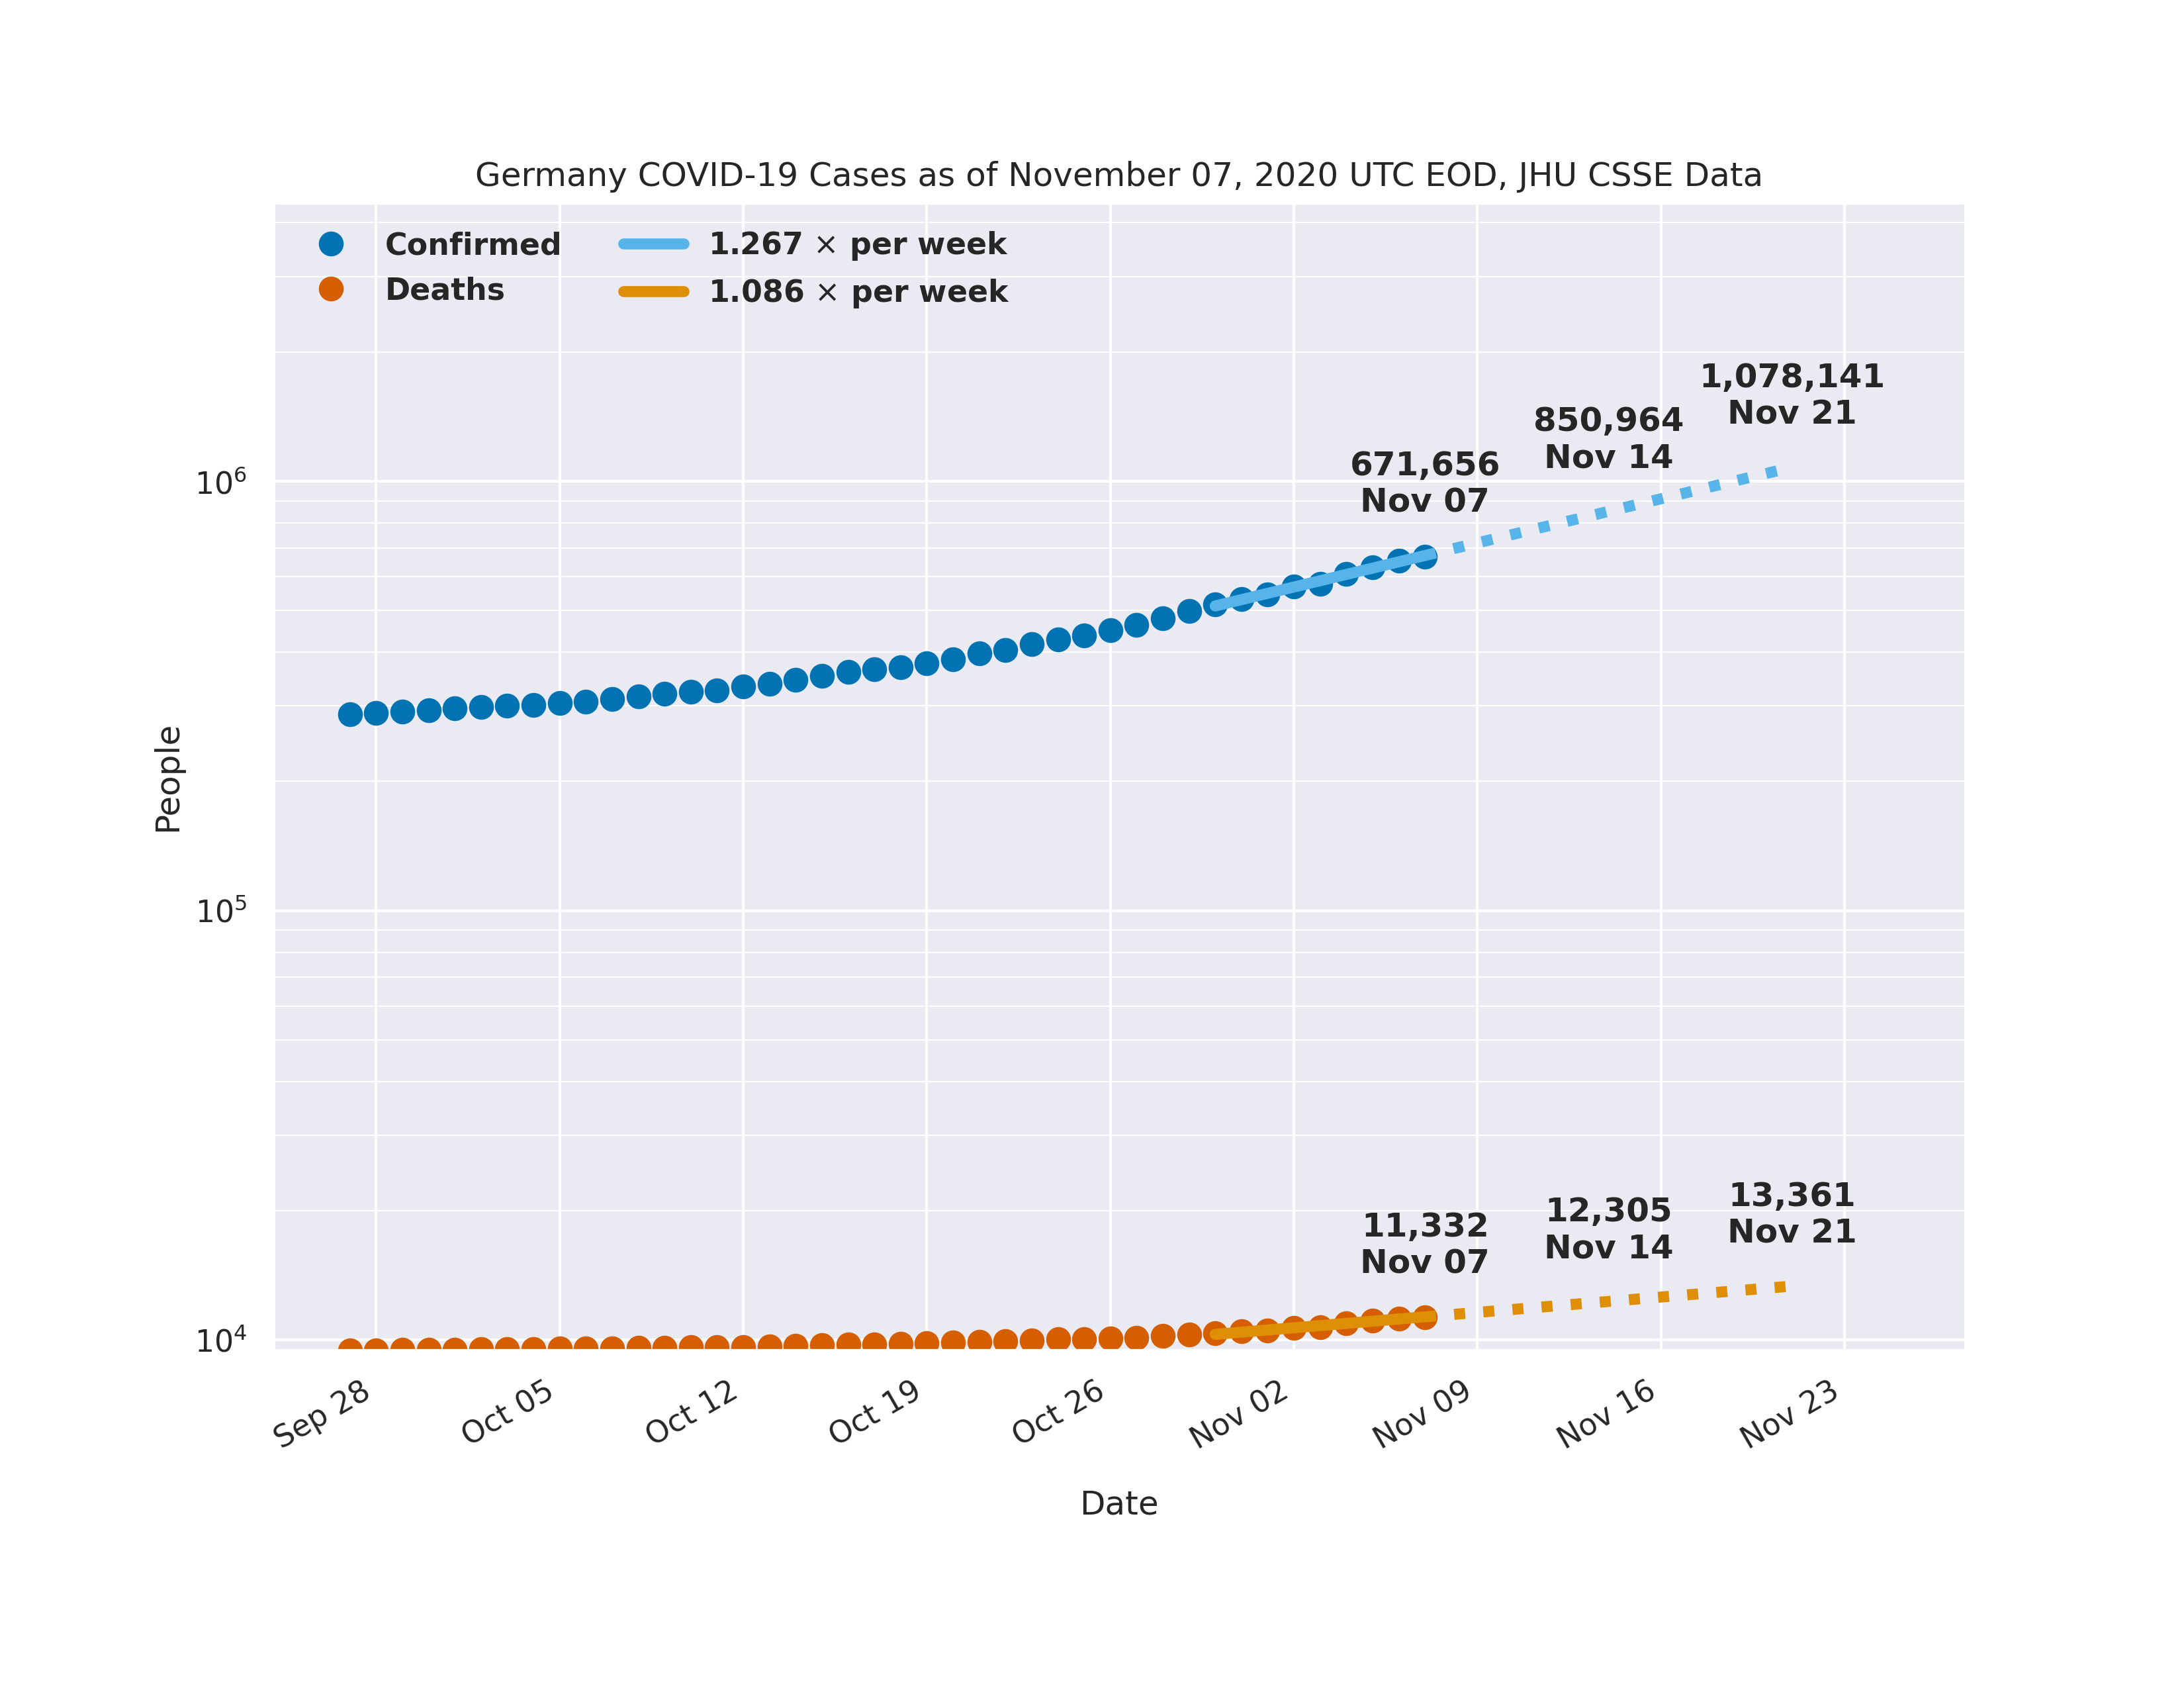 Germany COVID-19 Cases as of November 07, 2020 UTC EOD, JHU CSSE Data
Confirmed
Deaths
1.267 × per week
1.086 × per week
1,078,141
Nov 21
850,964
Nov 14
671,656
Nov 07
10⁶
10⁵
10⁴
People
13,361
Nov 21
12,305
Nov 14
11,332
Nov 07
Sep 28
Oct 05
Oct 12
Oct 19
Oct 26
Nov 02
Nov 09
Nov 16
Nov 23
Date